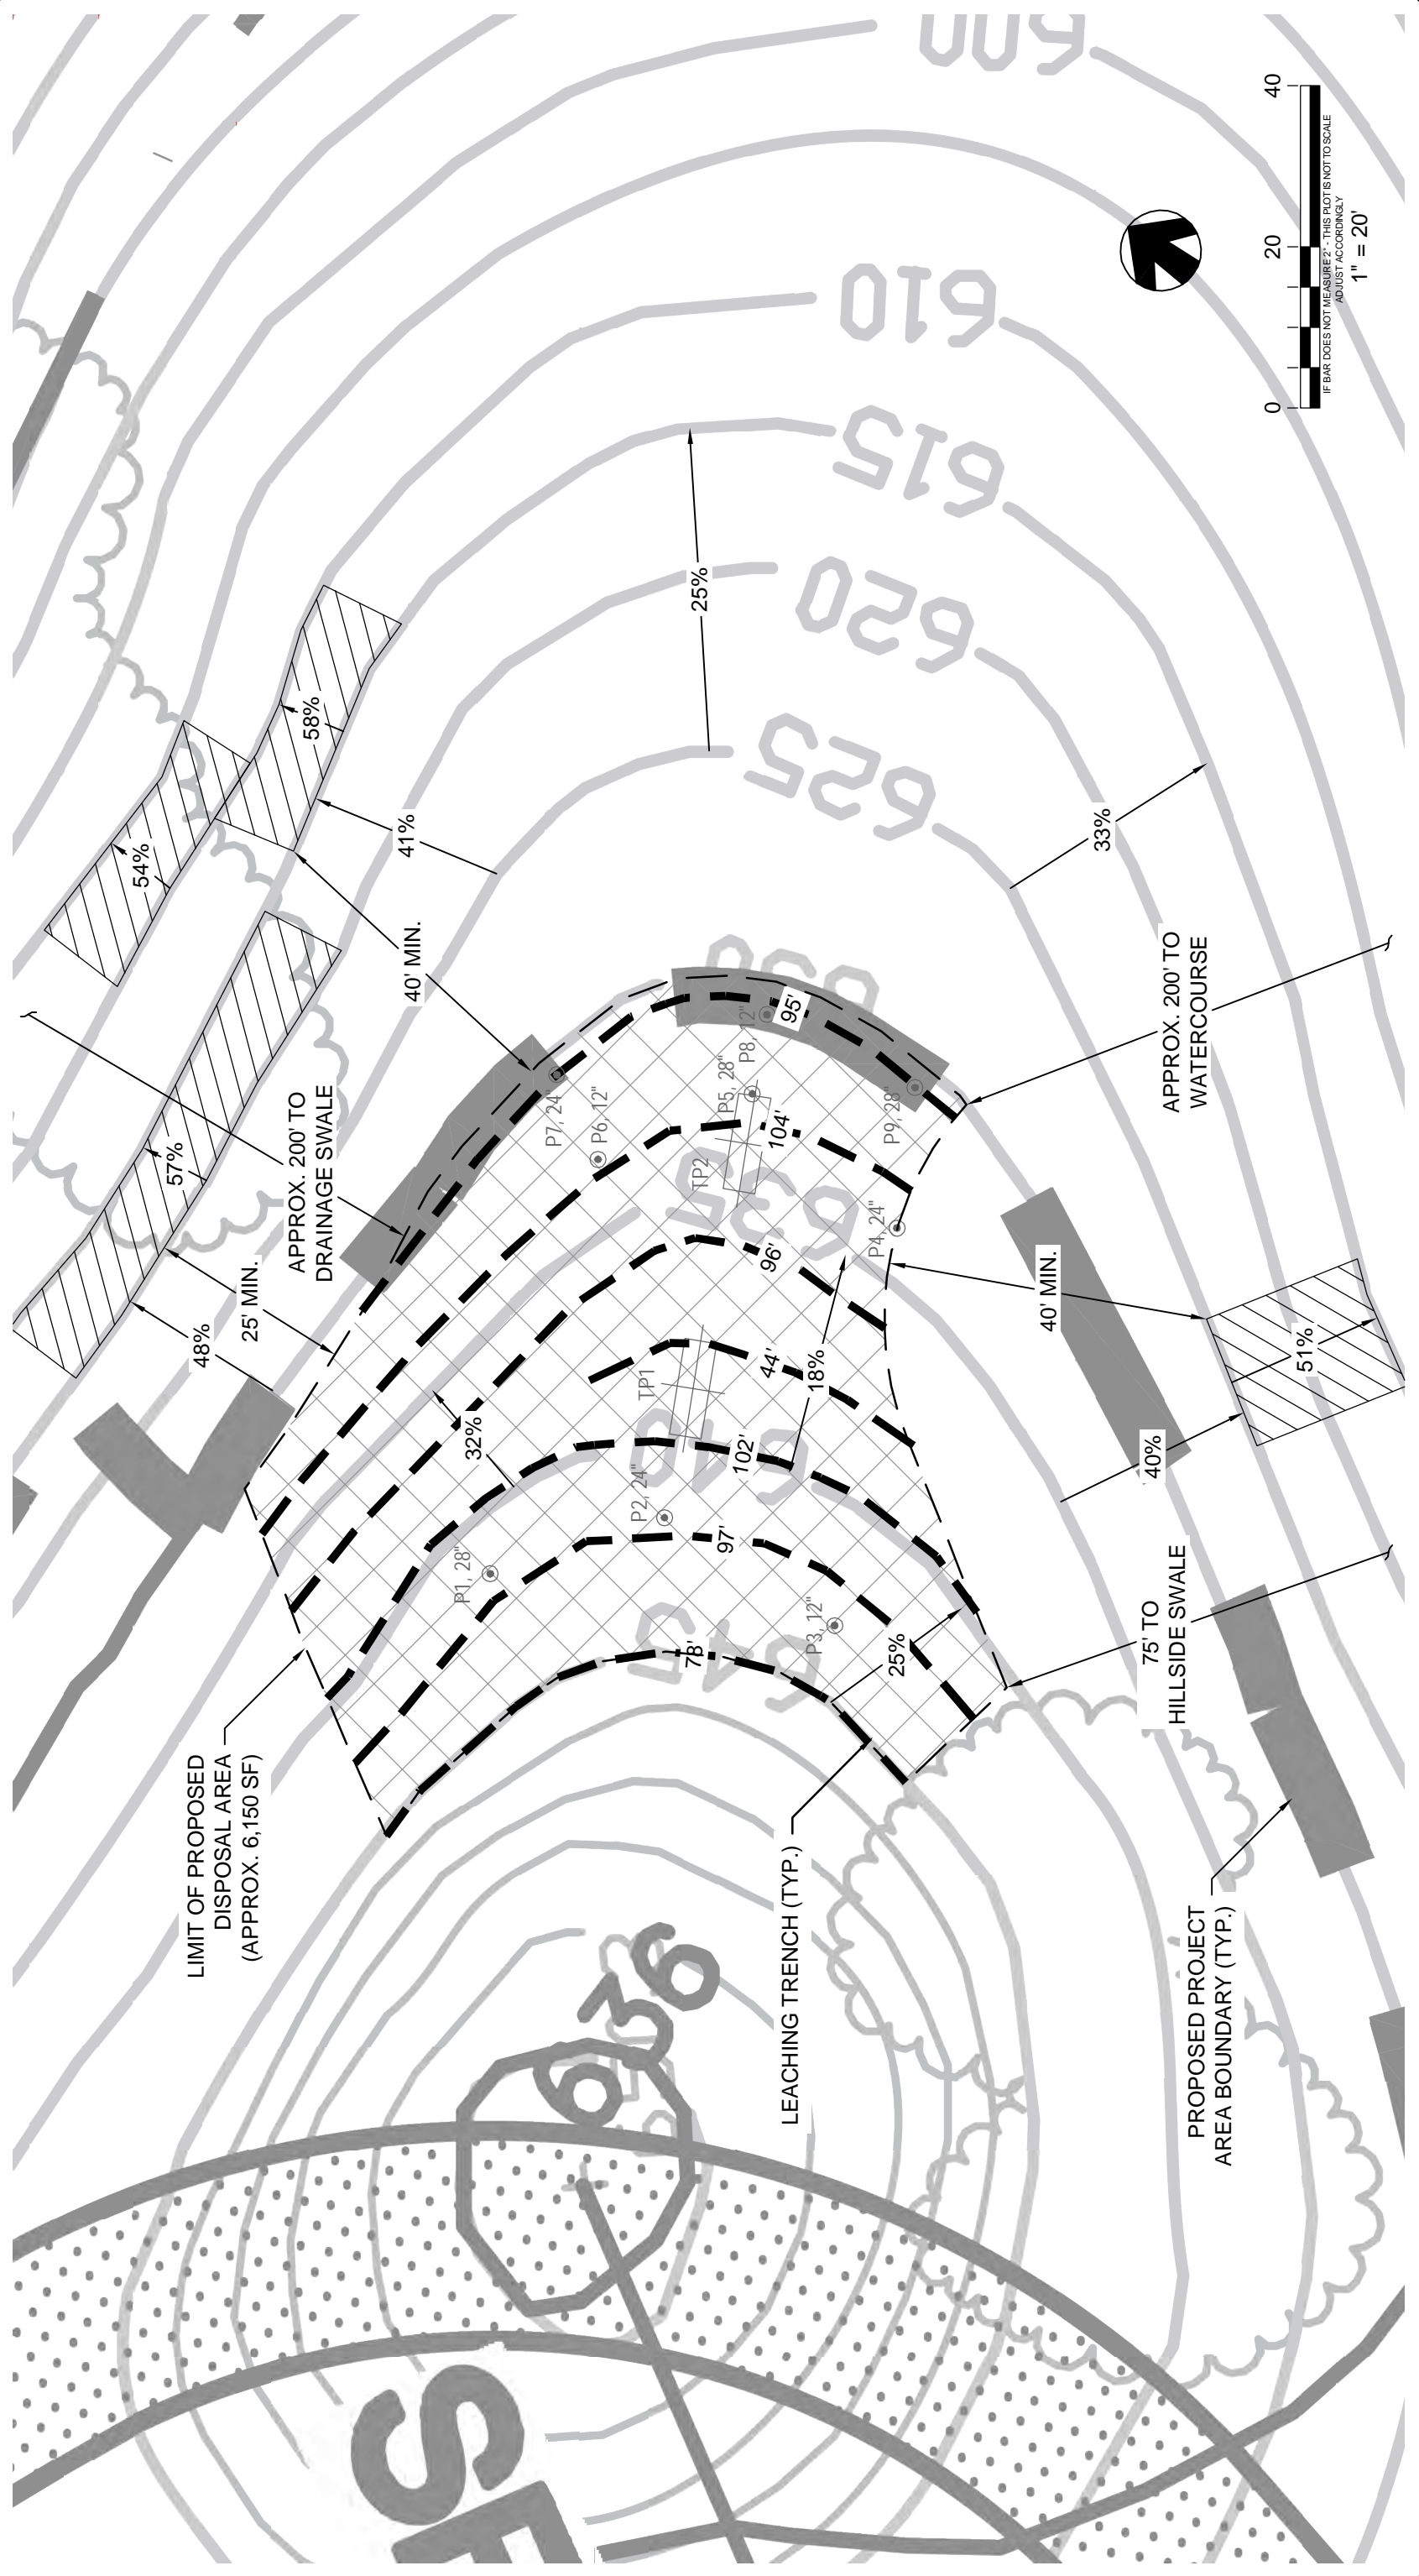 600
610
615
620
625
630
635
640
645
636
SF
0
20
40
IF BAR DOES NOT MEASURE 2" - THIS PLOT IS NOT TO SCALE
ADJUST ACCORDINGLY
1" = 20'
25%
58%
54%
41%
33%
57%
48%
32%
18%
25%
40%
51%
40' MIN.
25' MIN.
40' MIN.
APPROX. 200' TO
DRAINAGE SWALE
APPROX. 200' TO
WATERCOURSE
75' TO
HILLSIDE SWALE
95'
104'
96'
44'
102'
97'
78'
P1, 28"
P2, 24"
P3, 12"
P4, 24"
P5, 28"
P6, 12"
P7, 24"
P8, 12"
P9, 28"
TP1
TP2
LIMIT OF PROPOSED
DISPOSAL AREA
(APPROX. 6,150 SF)
LEACHING TRENCH (TYP.)
PROPOSED PROJECT
AREA BOUNDARY (TYP.)